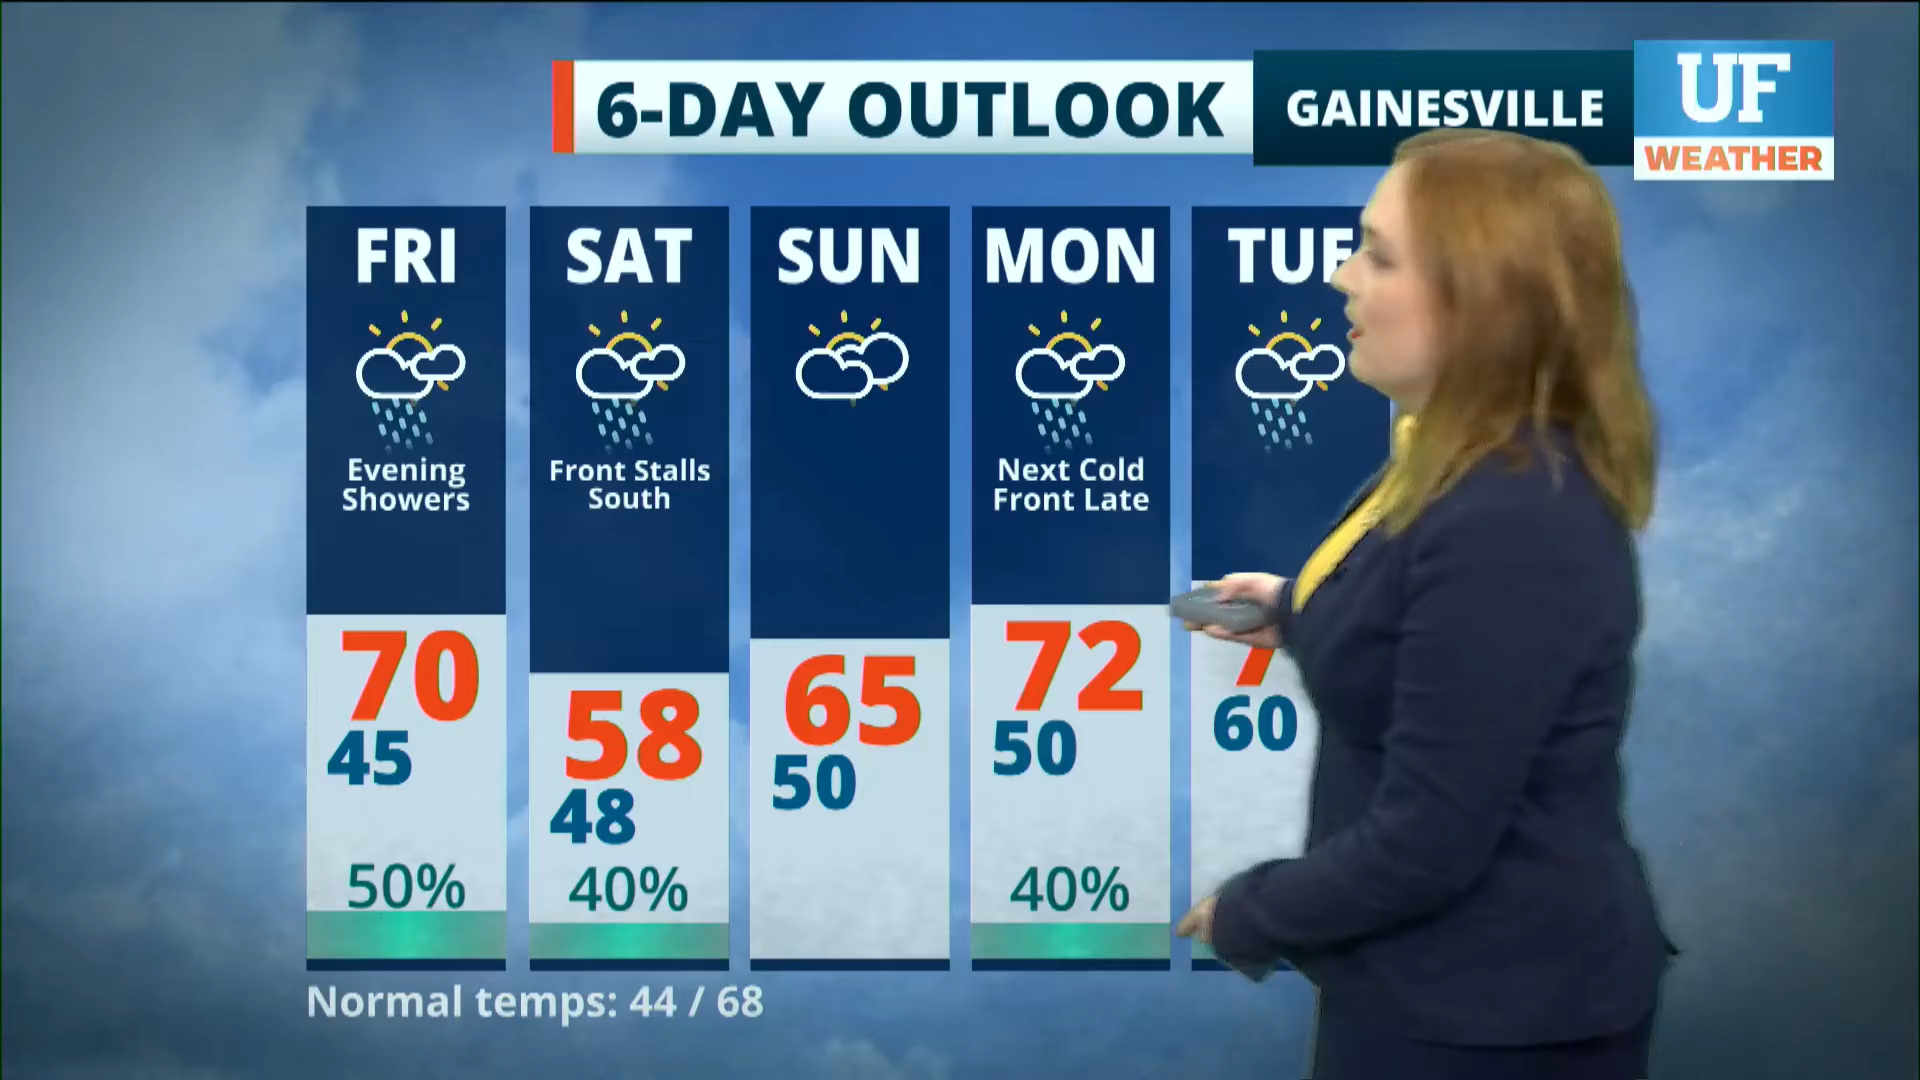 6-DAY OUTLOOK
GAINESVILLE
UF
WEATHER
FRI
SAT
SUN
MON
Evening
Showers
Front Stalls
South
Next Cold
Front Late
70
45
50%
58
48
40%
65
50
72
50
40%
60
Normal temps: 44 / 68